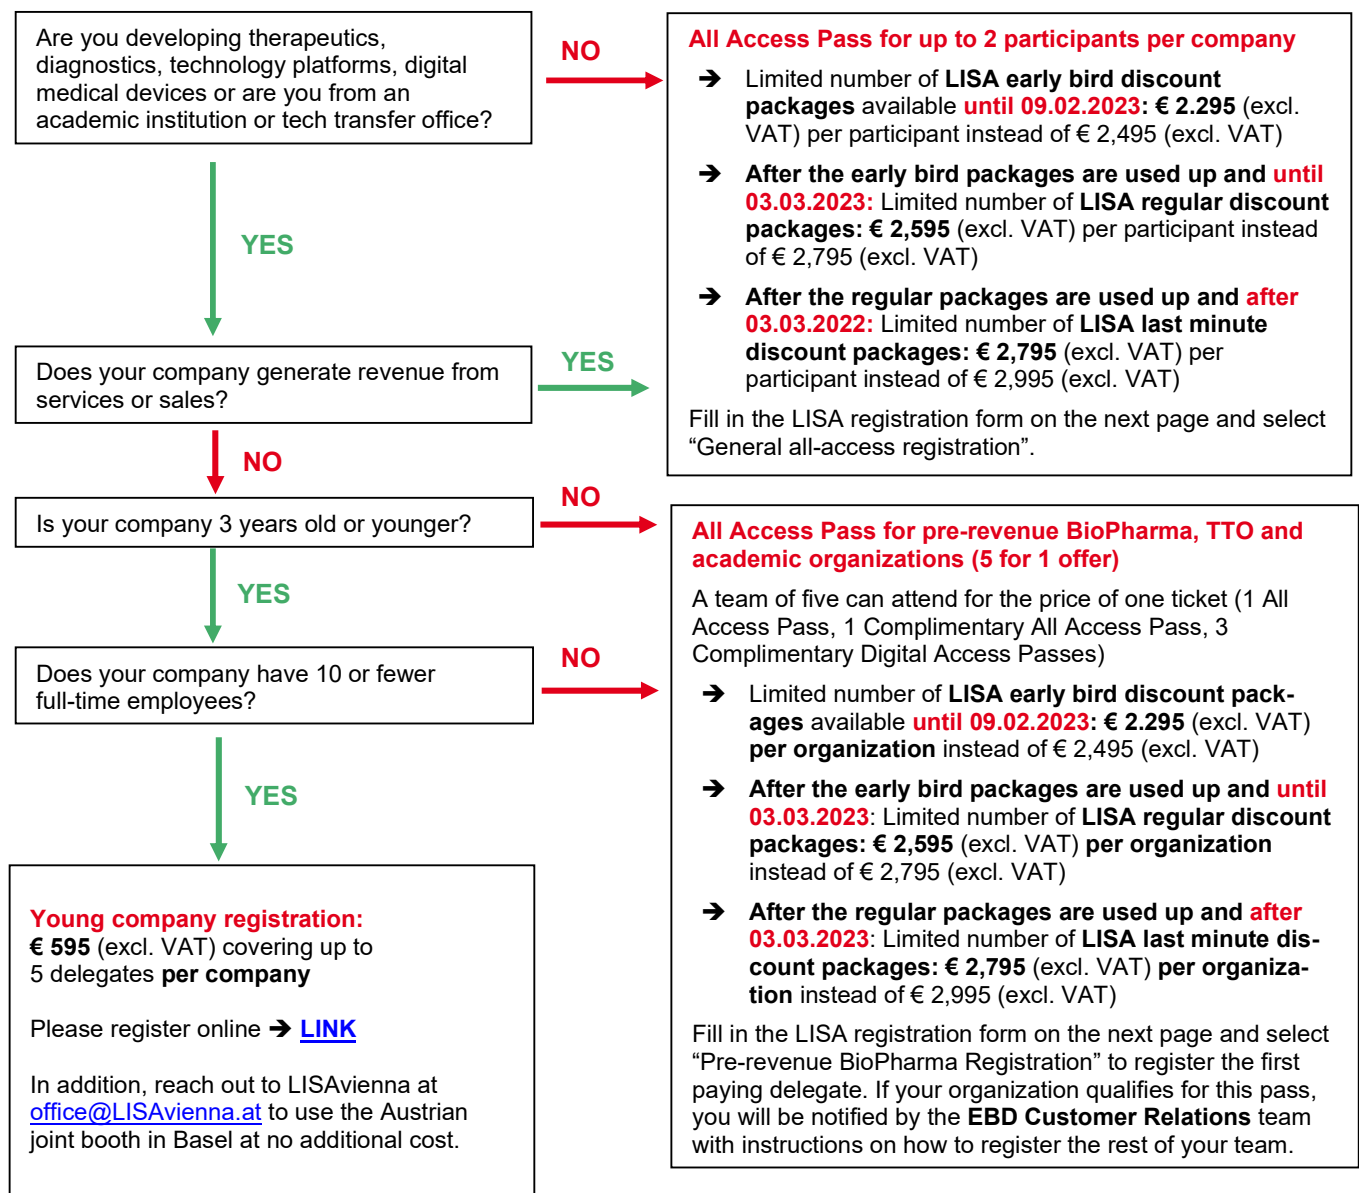 Are you developing therapeutics,
diagnostics, technology platforms, digital
medical devices or are you from an
academic institution or tech transfer office?
NO
YES
Does your company generate revenue from
services or sales?
YES
NO
Is your company 3 years old or younger?
NO
YES
Does your company have 10 or fewer
full-time employees?
NO
YES
Young company registration:
€ 595 (excl. VAT) covering up to
5 delegates per company
Please register online ➔ LINK
In addition, reach out to LISAvienna at
office@LISAvienna.at to use the Austrian
joint booth in Basel at no additional cost.
All Access Pass for up to 2 participants per company
➔ Limited number of LISA early bird discount
packages available until 09.02.2023: € 2.295 (excl.
VAT) per participant instead of € 2,495 (excl. VAT)
➔ After the early bird packages are used up and until
03.03.2023: Limited number of LISA regular discount
packages: € 2,595 (excl. VAT) per participant instead
of € 2,795 (excl. VAT)
➔ After the regular packages are used up and after
03.03.2022: Limited number of LISA last minute
discount packages: € 2,795 (excl. VAT) per
participant instead of € 2,995 (excl. VAT)
Fill in the LISA registration form on the next page and select
“General all-access registration”.
All Access Pass for pre-revenue BioPharma, TTO and
academic organizations (5 for 1 offer)
A team of five can attend for the price of one ticket (1 All
Access Pass, 1 Complimentary All Access Pass, 3
Complimentary Digital Access Passes)
➔ Limited number of LISA early bird discount pack-
ages available until 09.02.2023: € 2.295 (excl. VAT)
per organization instead of € 2,495 (excl. VAT)
➔ After the early bird packages are used up and until
03.03.2023: Limited number of LISA regular discount
packages: € 2,595 (excl. VAT) per organization
instead of € 2,795 (excl. VAT)
➔ After the regular packages are used up and after
03.03.2023: Limited number of LISA last minute dis-
count packages: € 2,795 (excl. VAT) per organiza-
tion instead of € 2,995 (excl. VAT)
Fill in the LISA registration form on the next page and select
“Pre-revenue BioPharma Registration” to register the first
paying delegate. If your organization qualifies for this pass,
you will be notified by the EBD Customer Relations team
with instructions on how to register the rest of your team.